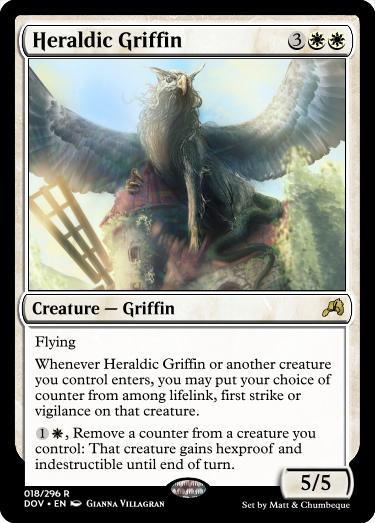 Heraldic Griffin 3
Creature — Griffin
Flying
Whenever Heraldic Griffin or another creature
you control enters, you may put your choice of
counter from among lifelink, first strike or
vigilance on that creature.
1, Remove a counter from a creature you
control: That creature gains hexproof and
indestructible until end of turn.
5/5
018/296 R
DOV • EN Gianna Villagran
Set by Matt & Chumbeque